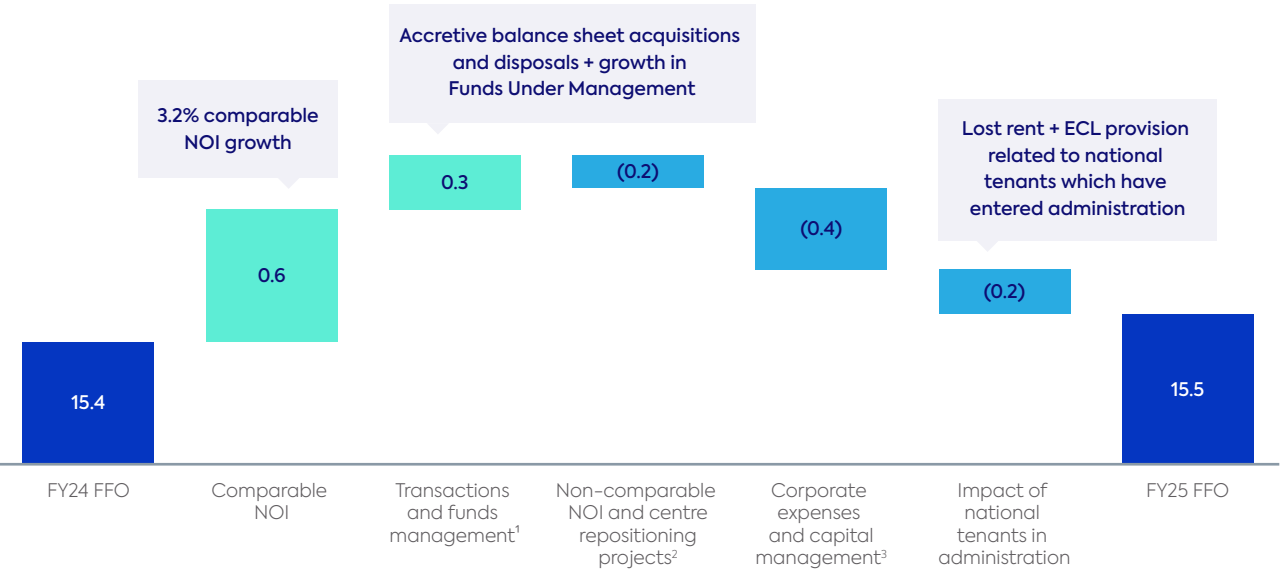 Accretive balance sheet acquisitions
and disposals + growth in
Funds Under Management
3.2% comparable
NOI growth
Lost rent + ECL provision
related to national
tenants which have
entered administration
15.4
0.6
0.3
(0.2)
(0.4)
(0.2)
15.5
FY24 FFO
Comparable
NOI
Transactions
and funds
management¹
Non-comparable
NOI and centre
repositioning
projects²
Corporate
expenses
and capital
management³
Impact of
national
tenants in
administration
FY25 FFO